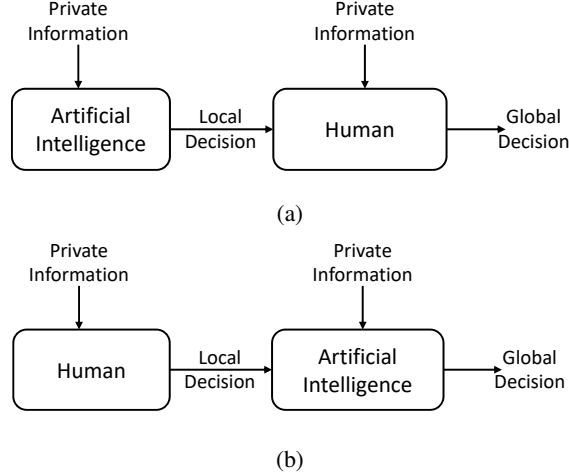 Private
Information
Private
Information
Artificial
Intelligence
Local
Decision
Human
Global
Decision
(a)
Private
Information
Private
Information
Human
Local
Decision
Artificial
Intelligence
Global
Decision
(b)